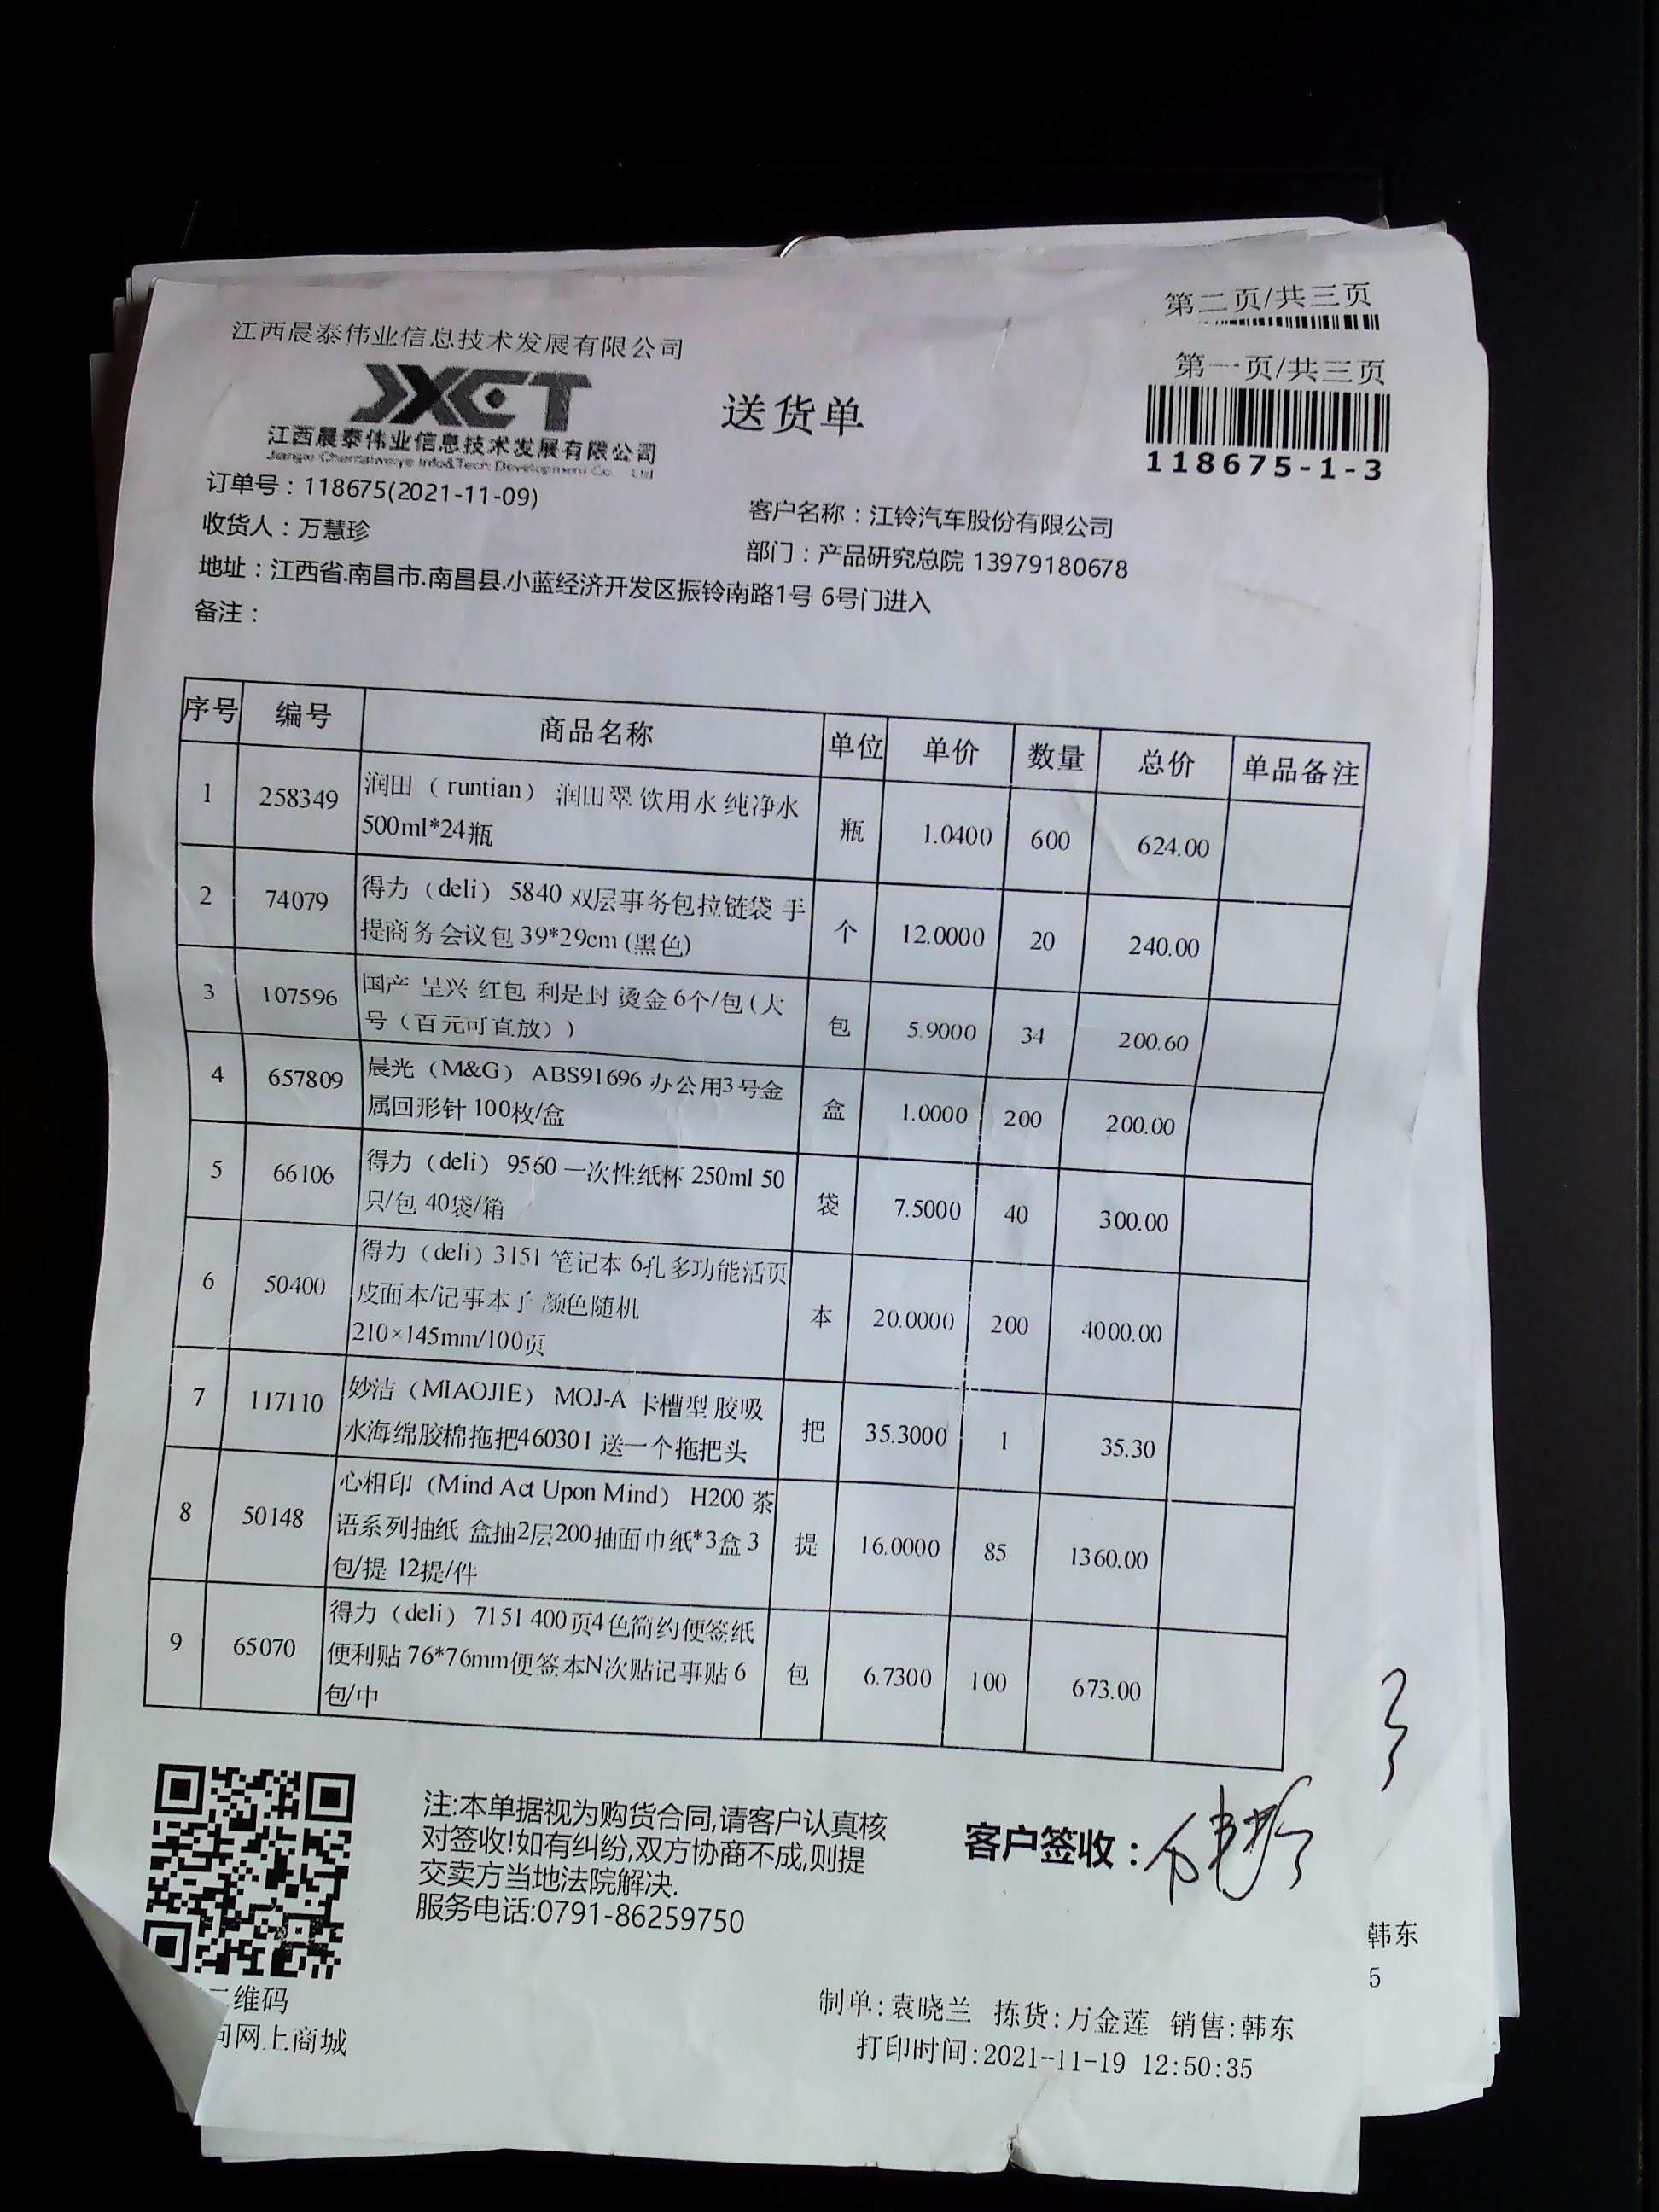 第二页/共三页
江西晨泰伟业信息技术发展有限公司
第一页/共三页
JXCT
送货单
江西晨泰伟业信息技术发展有限公司
118675-1-3
订单号：118675(2021-11-09)
客户名称：江铃汽车股份有限公司
收货人：万慧珍
部门：产品研究总院 13979180678
地址：江西省.南昌市.南昌县.小蓝经济开发区振铃南路1号 6号门进入
备注：
序号 编号 商品名称 单位 单价 数量 总价 单品备注
1 258349 润田（runtian） 润田翠 饮用水 纯净水
500ml*24瓶 瓶 1.0400 600 624.00
2 74079 得力（deli） 5840 双层事务包拉链袋 手
提商务会议包 39*29cm (黑色) 个 12.0000 20 240.00
3 107596 国产 呈兴 红包 利是封 烫金 6个/包 (大
号（百元可直放）) 包 5.9000 34 200.60
4 657809 晨光（M&G） ABS91696 办公用3号金
属回形针 100枚/盒 盒 1.0000 200 200.00
5 66106 得力（deli） 9560 一次性纸杯 250ml 50
只/包 40袋/箱 袋 7.5000 40 300.00
6 50400 得力（deli）3151 笔记本 6孔多功能活页
皮面本/记事本子 颜色随机
210×145mm/100页 本 20.0000 200 4000.00
7 117110 妙洁（MIAOJIE） MOJ-A 卡槽型 胶吸
水海绵胶棉拖把460301 送一个拖把头 把 35.3000 1 35.30
8 50148 心相印（Mind Act Upon Mind） H200 茶
语系列抽纸 盒抽2层200抽面巾纸*3盒 3
包/提 12提/件 提 16.0000 85 1360.00
9 65070 得力（deli） 7151 400页4色简约便签纸
便利贴 76*76mm便签本N次贴记事贴 6
包/中 包 6.7300 100 673.00
注:本单据视为购货合同,请客户认真核
对签收!如有纠纷,双方协商不成,则提
交卖方当地法院解决.
服务电话:0791-86259750
客户签收：
韩东
5
二维码
问网上商城
制单:袁晓兰 拣货:万金莲 销售:韩东
打印时间:2021-11-19 12:50:35